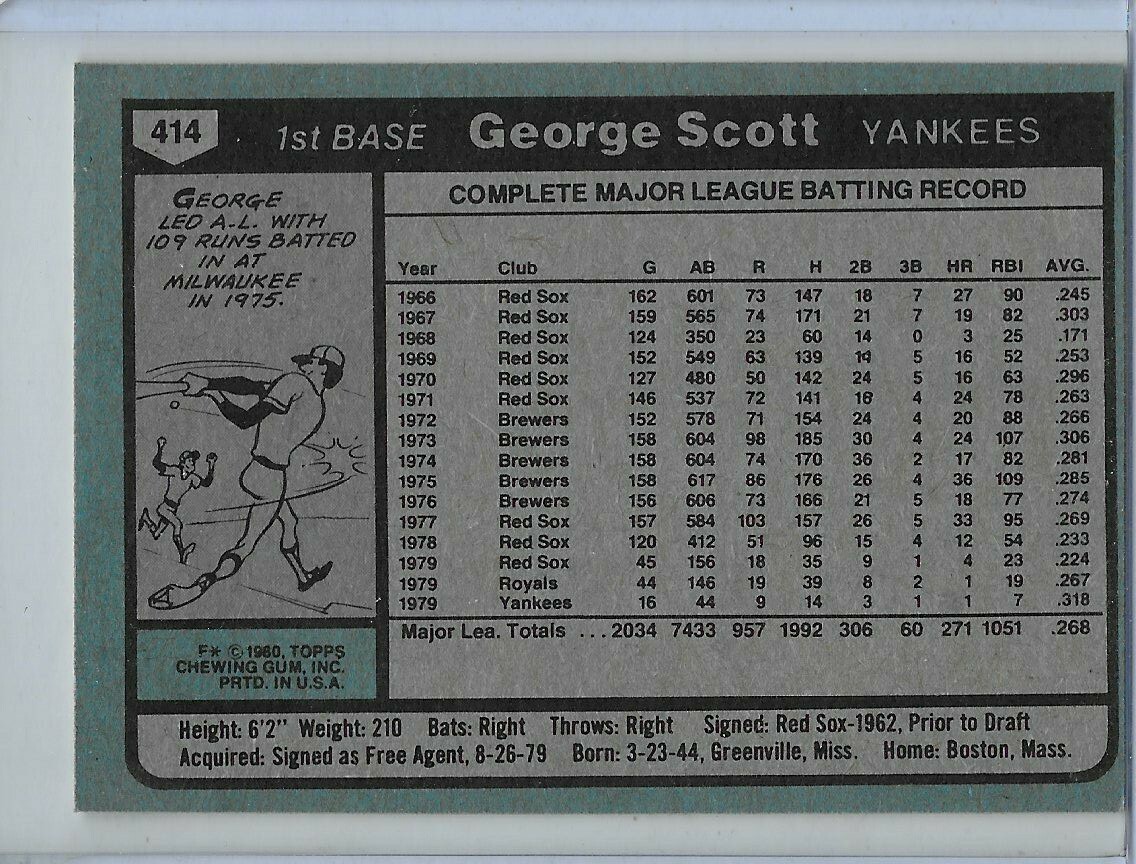 414 1st BASE George Scott YANKEES
GEORGE
LED A.L. WITH
109 RUNS BATTED
IN AT
MILWAUKEE
IN 1975.
COMPLETE MAJOR LEAGUE BATTING RECORD
Year Club G AB R H 2B 3B HR RBI AVG.
1966 Red Sox 162 601 73 147 18 7 27 90 .245
1967 Red Sox 159 565 74 171 21 7 19 82 .303
1968 Red Sox 124 350 23 60 14 0 3 25 .171
1969 Red Sox 152 549 63 139 14 5 16 52 .253
1970 Red Sox 127 480 50 142 24 5 16 63 .296
1971 Red Sox 146 537 72 141 16 4 24 78 .263
1972 Brewers 152 578 71 154 24 4 20 88 .266
1973 Brewers 158 604 98 185 30 4 24 107 .306
1974 Brewers 158 604 74 170 36 2 17 82 .281
1975 Brewers 158 617 86 176 26 4 36 109 .285
1976 Brewers 156 606 73 166 21 5 18 77 .274
1977 Red Sox 157 584 103 157 26 5 33 95 .269
1978 Red Sox 120 412 51 96 15 4 12 54 .233
1979 Red Sox 45 156 18 35 9 1 4 23 .224
1979 Royals 44 146 19 39 8 2 1 19 .267
1979 Yankees 16 44 9 14 3 1 1 7 .318
Major Lea. Totals ... 2034 7433 957 1992 306 60 271 1051 .268
F* © 1980, TOPPS
CHEWING GUM, INC.
PRTD. IN U.S.A.
Height: 6'2" Weight: 210 Bats: Right Throws: Right Signed: Red Sox-1962, Prior to Draft
Acquired: Signed as Free Agent, 8-26-79 Born: 3-23-44, Greenville, Miss. Home: Boston, Mass.